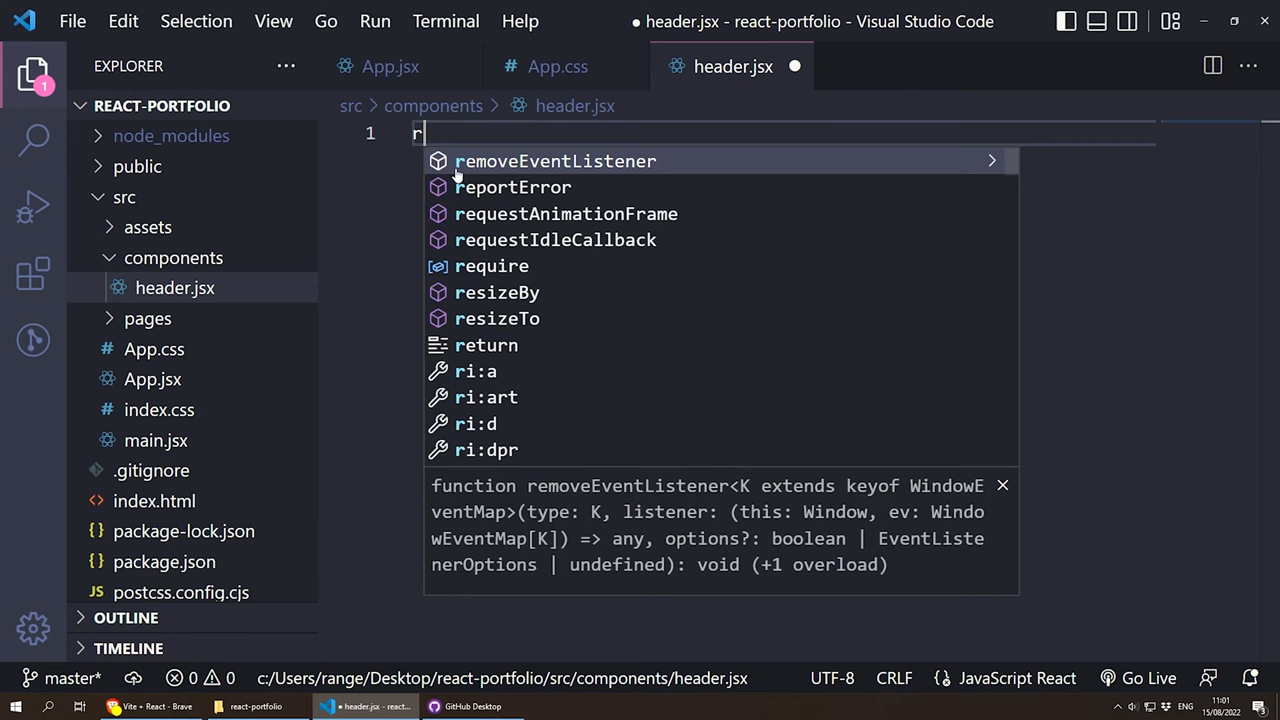 File Edit Selection View Go Run Terminal Help ● header.jsx - react-portfolio - Visual Studio Code
EXPLORER
App.jsx
# App.css
header.jsx
1
REACT-PORTFOLIO
node_modules
public
src
assets
components
header.jsx
pages
# App.css
App.jsx
# index.css
main.jsx
.gitignore
<> index.html
{} package-lock.json
{} package.json
JS postcss.config.cjs
OUTLINE
TIMELINE
src > components > header.jsx
1 r
removeEventListener
reportError
requestAnimationFrame
requestIdleCallback
require
resizeBy
resizeTo
return
ri:a
ri:art
ri:d
ri:dpr
function removeEventListener<K extends keyof WindowE
ventMap>(type: K, listener: (this: Window, ev: Windo
wEventMap[K]) => any, options?: boolean | EventListe
nerOptions | undefined): void (+1 overload)
master* 0 0 c:/Users/range/Desktop/react-portfolio/src/components/header.jsx UTF-8 CRLF {} JavaScript React Go Live
Vite + React - Brave
react-portfolio
● header.jsx - react...
GitHub Desktop
11:01
15/08/2022
3